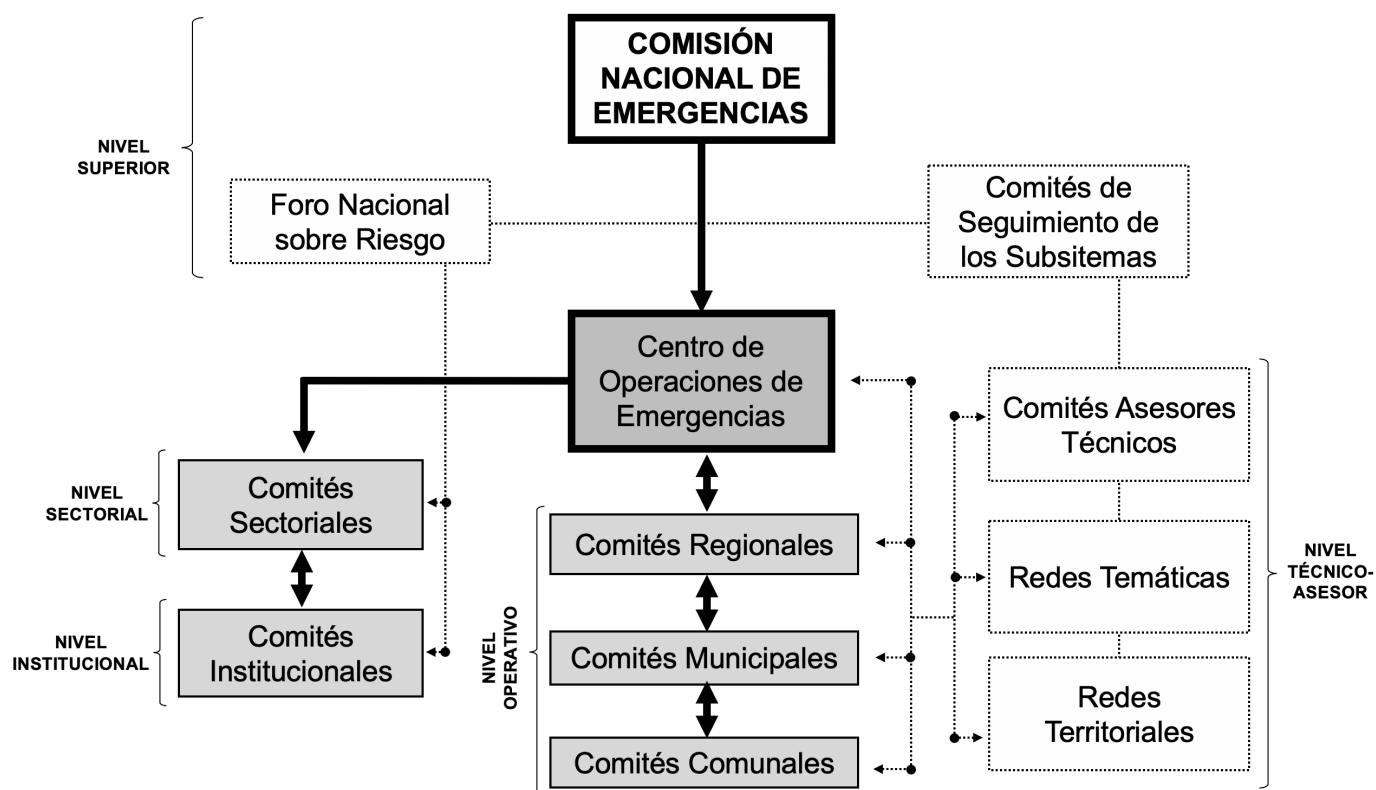 COMISIÓN
NACIONAL DE
EMERGENCIAS
NIVEL
SUPERIOR
Foro Nacional
sobre Riesgo
Comités de
Seguimiento de
los Subsitemas
Centro de
Operaciones de
Emergencias
Comités Asesores
Técnicos
NIVEL
SECTORIAL
Comités
Sectoriales
Comités Regionales
Redes Temáticas
NIVEL
TÉCNICO-
ASESOR
NIVEL
INSTITUCIONAL
Comités
Institucionales
NIVEL
OPERATIVO
Comités Municipales
Redes
Territoriales
Comités Comunales